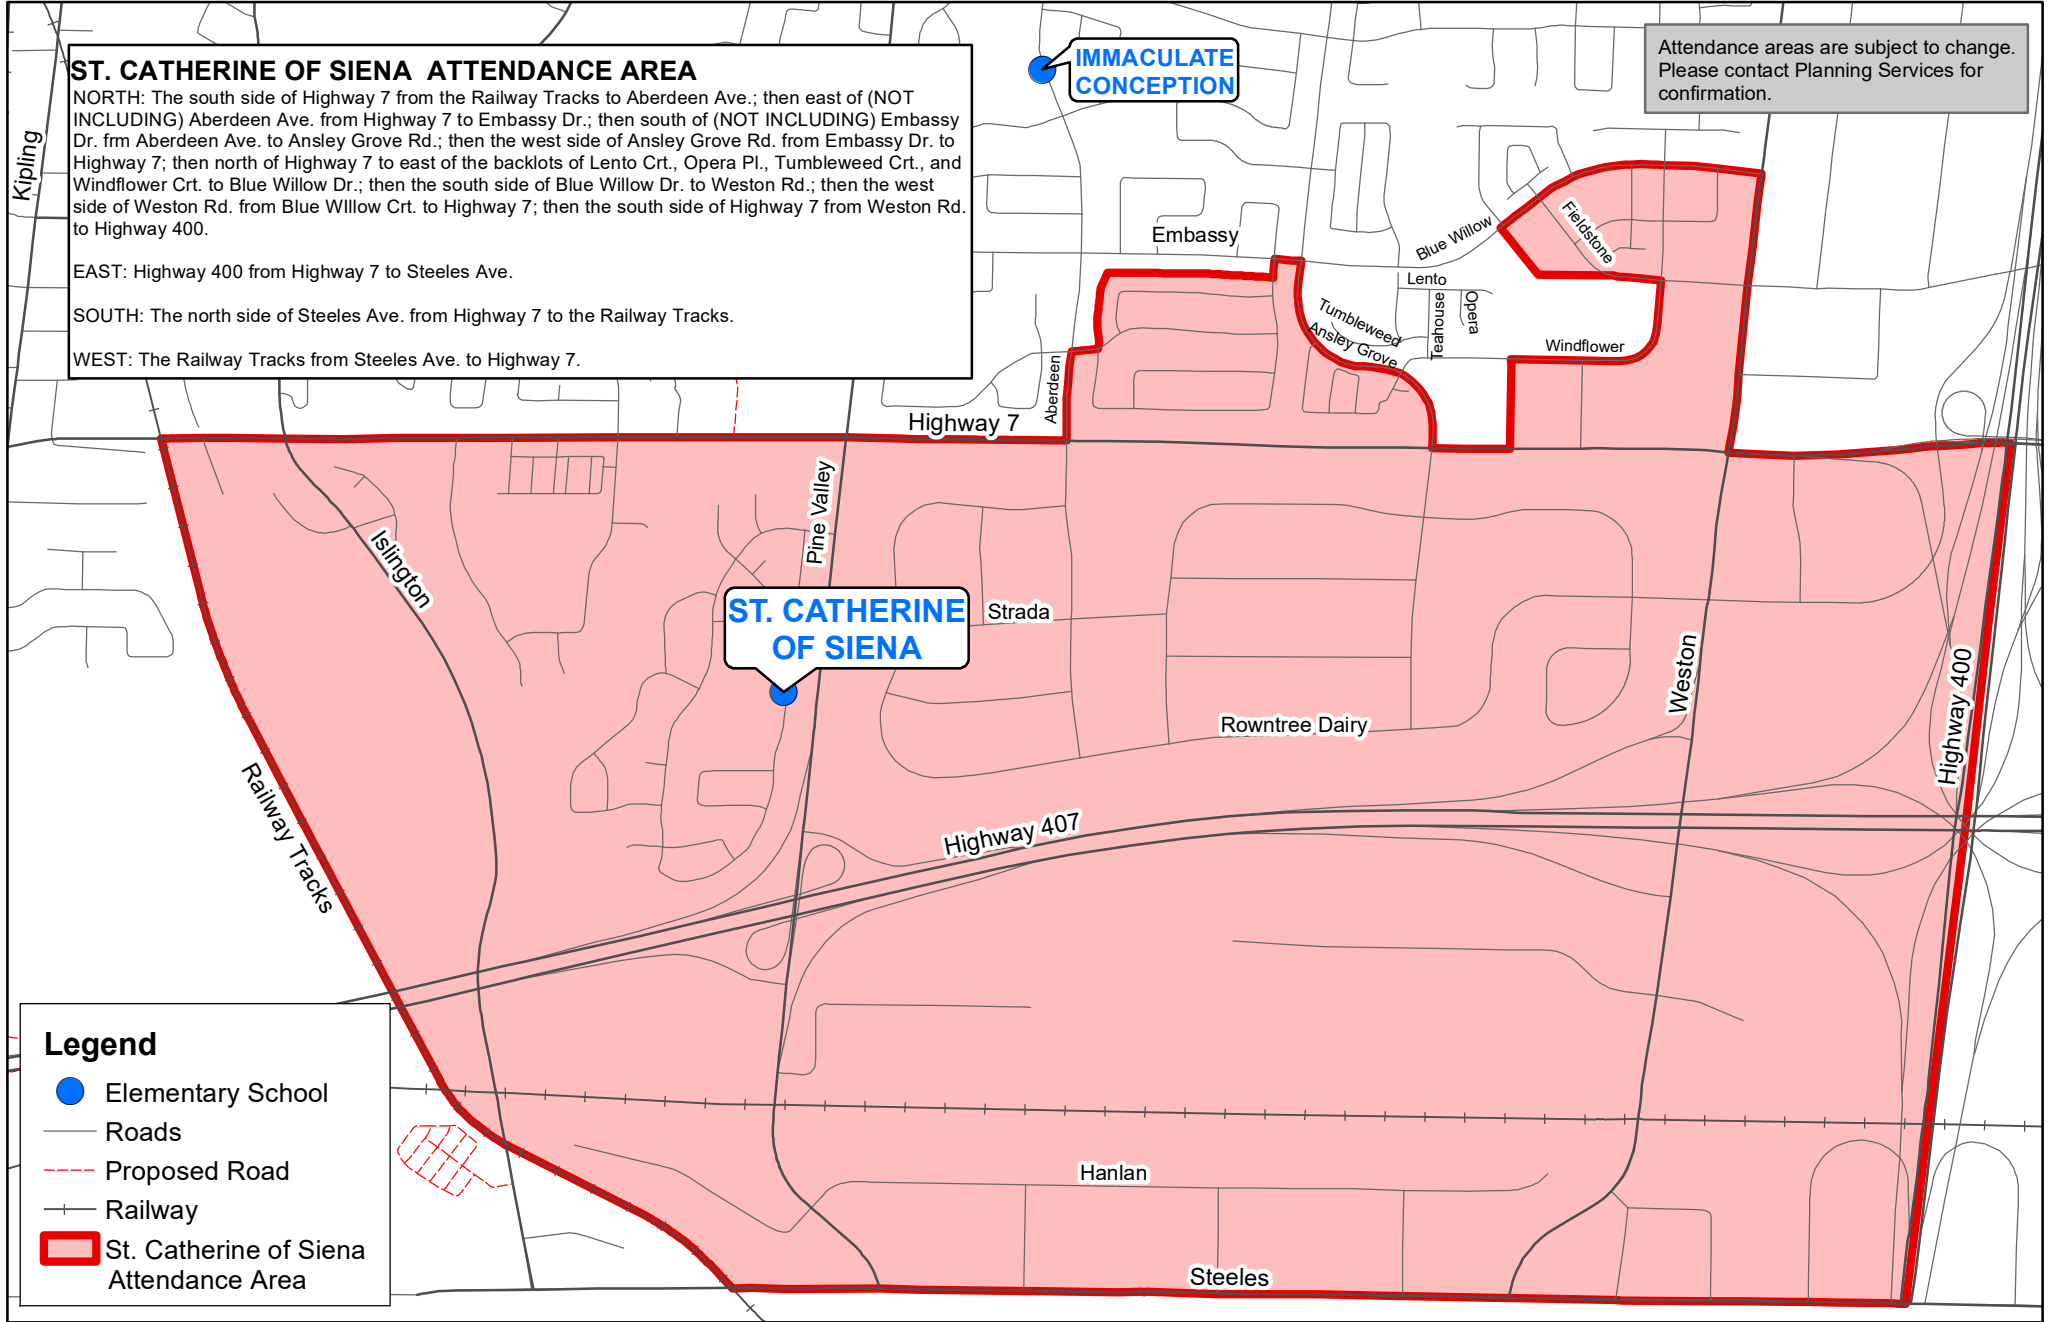 ST. CATHERINE OF SIENA  ATTENDANCE AREA
NORTH: The south side of Highway 7 from the Railway Tracks to Aberdeen Ave.; then east of (NOT
INCLUDING) Aberdeen Ave. from Highway 7 to Embassy Dr.; then south of (NOT INCLUDING) Embassy
Dr. frm Aberdeen Ave. to Ansley Grove Rd.; then the west side of Ansley Grove Rd. from Embassy Dr. to
Highway 7; then north of Highway 7 to east of the backlots of Lento Crt., Opera Pl., Tumbleweed Crt., and
Windflower Crt. to Blue Willow Dr.; then the south side of Blue Willow Dr. to Weston Rd.; then the west
side of Weston Rd. from Blue WIllow Crt. to Highway 7; then the south side of Highway 7 from Weston Rd.
to Highway 400.
EAST: Highway 400 from Highway 7 to Steeles Ave.
SOUTH: The north side of Steeles Ave. from Highway 7 to the Railway Tracks.
WEST: The Railway Tracks from Steeles Ave. to Highway 7.
IMMACULATE
CONCEPTION
Attendance areas are subject to change.
Please contact Planning Services for
confirmation.
Kipling
Embassy
Blue Willow
Fieldstone
Lento
Opera
Teahouse
Tumbleweed
Ansley Grove
Windflower
Aberdeen
Highway 7
Pine Valley
Islington
ST. CATHERINE
OF SIENA
Strada
Weston
Highway 400
Rowntree Dairy
Railway Tracks
Highway 407
Hanlan
Steeles
Legend
Elementary School
Roads
Proposed Road
Railway
St. Catherine of Siena
Attendance Area